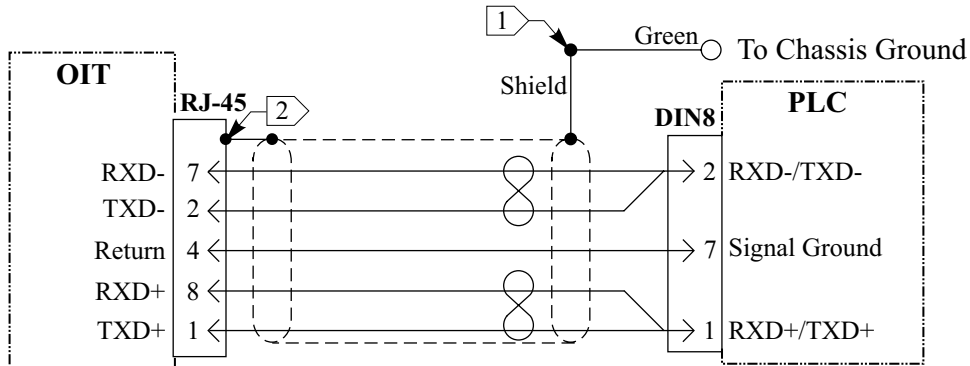 1
Green
To Chassis Ground
OIT
Shield
PLC
RJ-45
2
DIN8
RXD- 7
2 RXD-/TXD-
TXD- 2
Return 4
7 Signal Ground
RXD+ 8
TXD+ 1
1 RXD+/TXD+